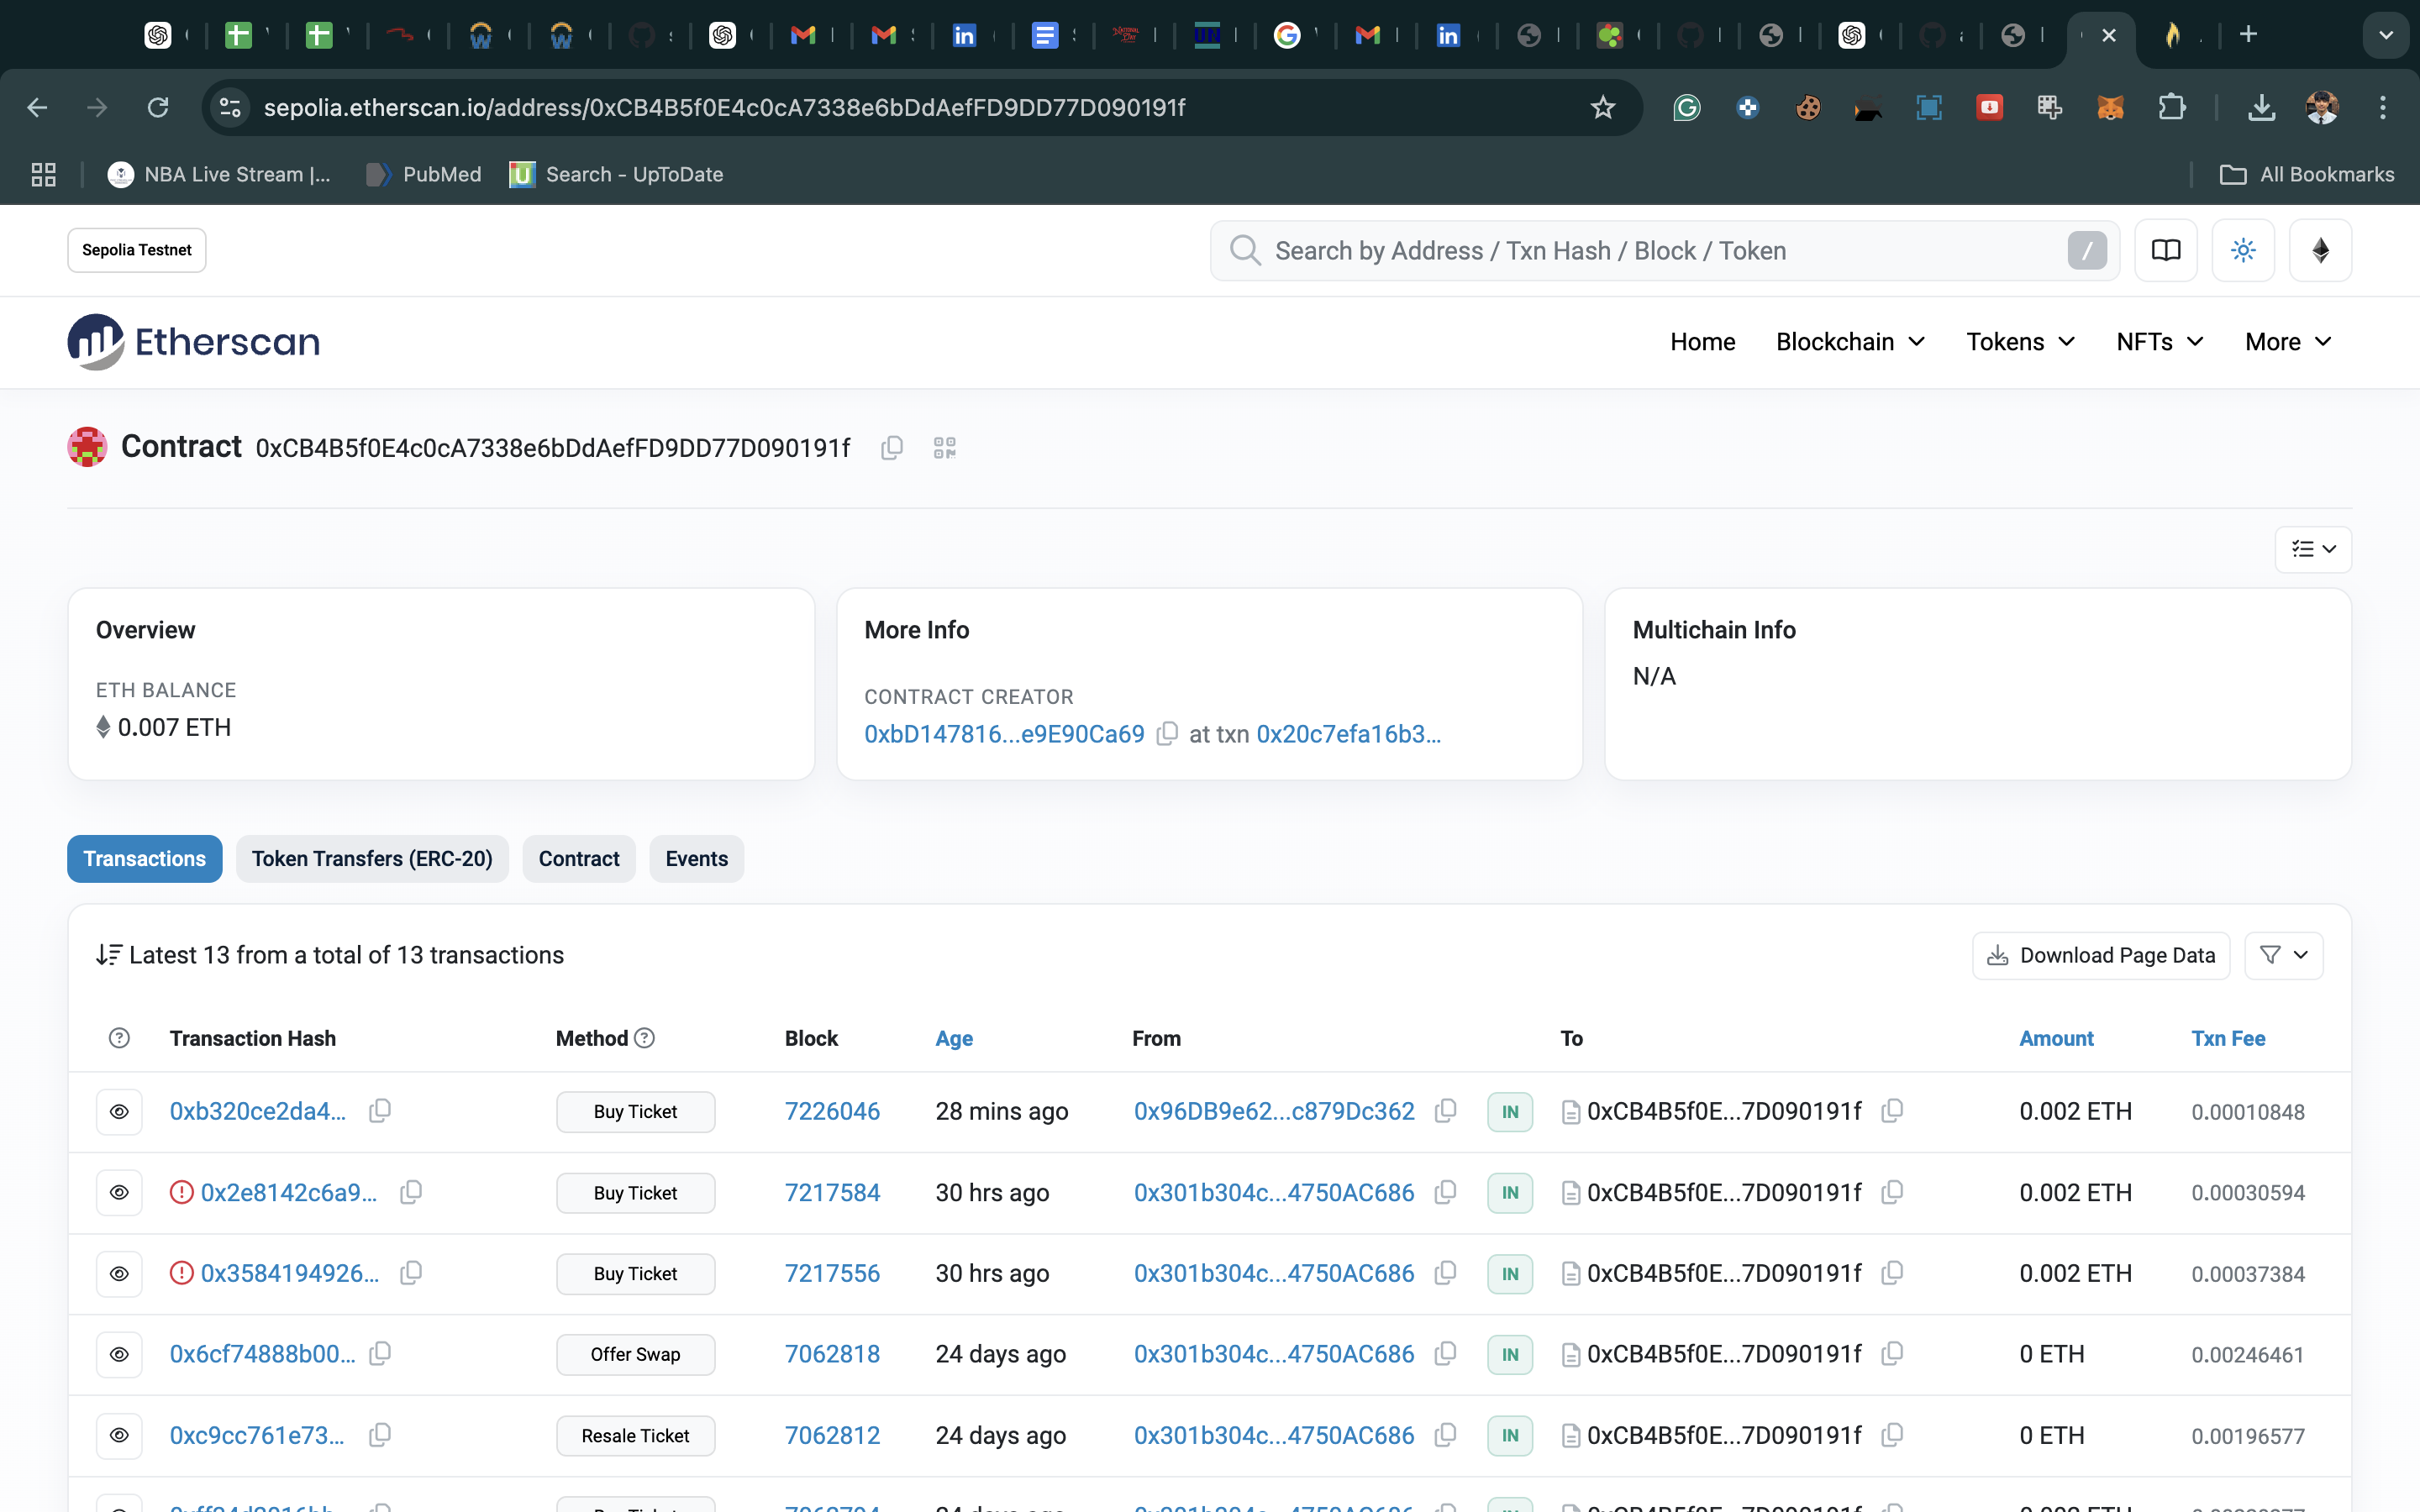 sepolia.etherscan.io/address/0xCB4B5f0E4c0cA7338e6bDdAefFD9DD77D090191f
NBA Live Stream |... PubMed Search - UpToDate All Bookmarks
Sepolia Testnet Search by Address / Txn Hash / Block / Token /
Etherscan Home Blockchain Tokens NFTs More
Contract 0xCB4B5f0E4c0cA7338e6bDdAefFD9DD77D090191f
Overview
ETH BALANCE
0.007 ETH
More Info
CONTRACT CREATOR
0xbD147816...e9E90Ca69 at txn 0x20c7efa16b3...
Multichain Info
N/A
Transactions Token Transfers (ERC-20) Contract Events
Latest 13 from a total of 13 transactions Download Page Data
Transaction Hash Method Block Age From To Amount Txn Fee
0xb320ce2da4... Buy Ticket 7226046 28 mins ago 0x96DB9e62...c879Dc362 IN 0xCB4B5f0E...7D090191f 0.002 ETH 0.00010848
0x2e8142c6a9... Buy Ticket 7217584 30 hrs ago 0x301b304c...4750AC686 IN 0xCB4B5f0E...7D090191f 0.002 ETH 0.00030594
0x3584194926... Buy Ticket 7217556 30 hrs ago 0x301b304c...4750AC686 IN 0xCB4B5f0E...7D090191f 0.002 ETH 0.00037384
0x6cf74888b00... Offer Swap 7062818 24 days ago 0x301b304c...4750AC686 IN 0xCB4B5f0E...7D090191f 0 ETH 0.00246461
0xc9cc761e73... Resale Ticket 7062812 24 days ago 0x301b304c...4750AC686 IN 0xCB4B5f0E...7D090191f 0 ETH 0.00196577